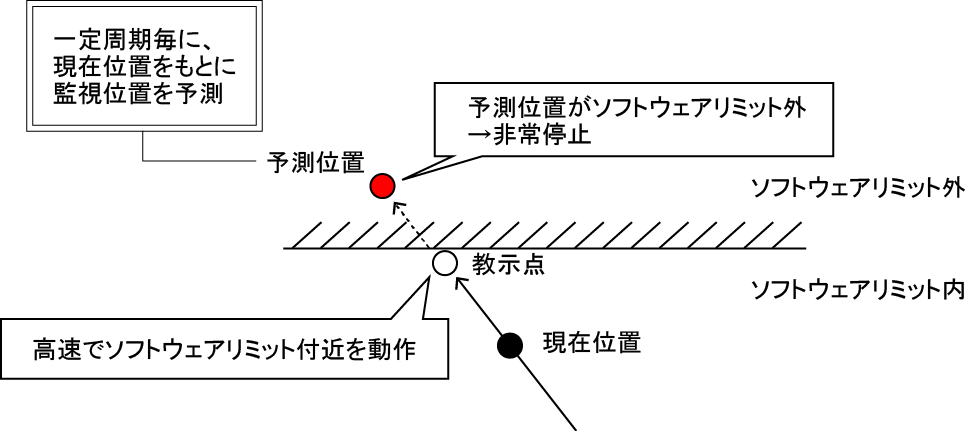 一定周期毎に、
現在位置をもとに
監視位置を予測
予測位置がソフトウェアリミット外
→非常停止
予測位置
ソフトウェアリミット外
教示点
ソフトウェアリミット内
高速でソフトウェアリミット付近を動作
現在位置